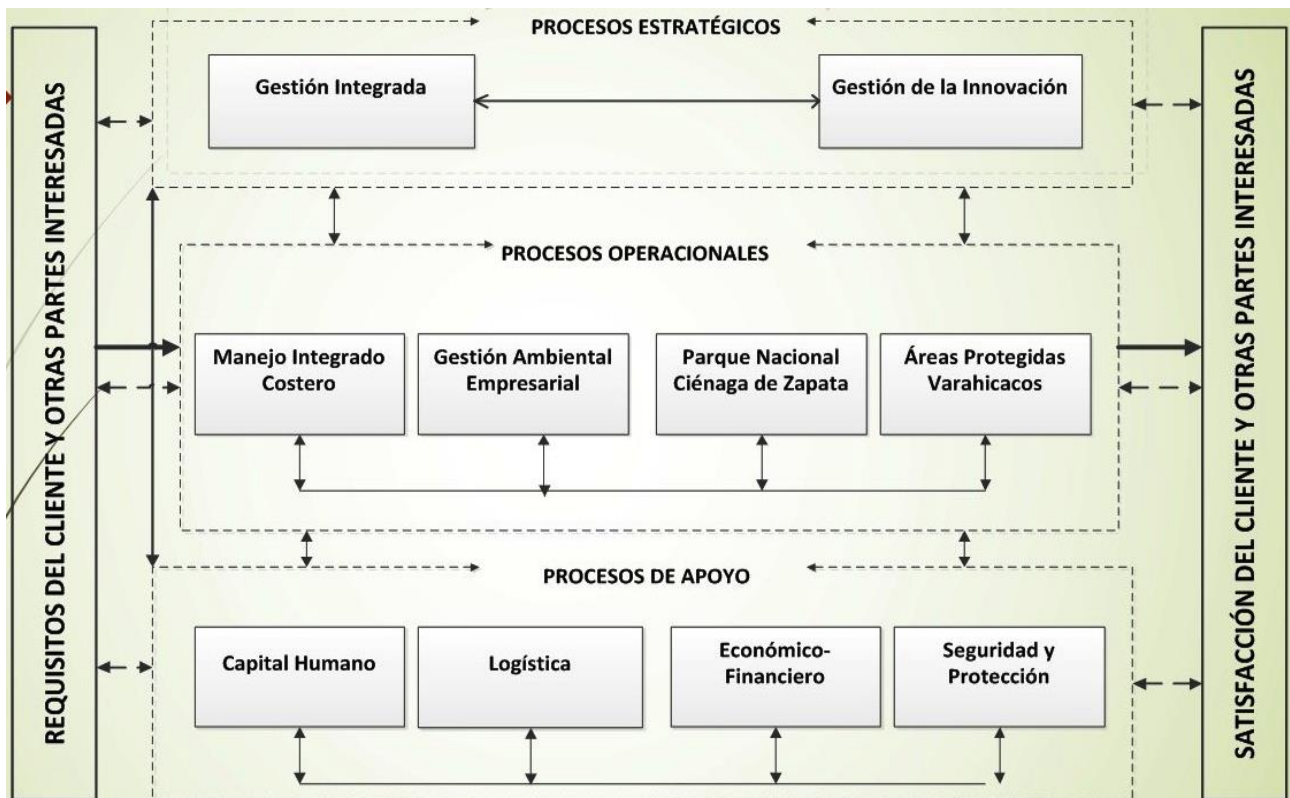 REQUISITOS DEL CLIENTE Y OTRAS PARTES INTERESADAS
PROCESOS ESTRATÉGICOS
Gestión Integrada
Gestión de la Innovación
PROCESOS OPERACIONALES
Manejo Integrado
Costero
Gestión Ambiental
Empresarial
Parque Nacional
Ciénaga de Zapata
Áreas Protegidas
Varahicacos
PROCESOS DE APOYO
Capital Humano
Logística
Económico-
Financiero
Seguridad y
Protección
SATISFACCIÓN DEL CLIENTE Y OTRAS PARTES INTERESADAS